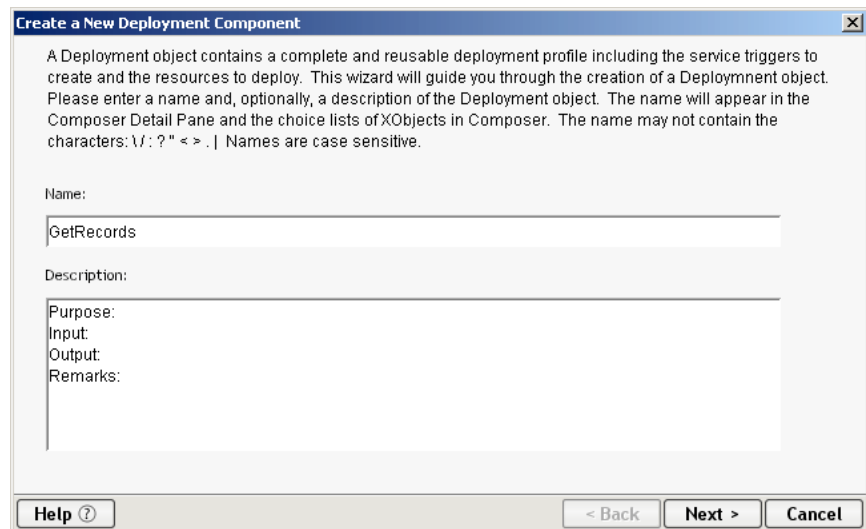 Create a New Deployment Component
A Deployment object contains a complete and reusable deployment profile including the service triggers to
create and the resources to deploy. This wizard will guide you through the creation of a Deploymnent object.
Please enter a name and, optionally, a description of the Deployment object. The name will appear in the
Composer Detail Pane and the choice lists of XObjects in Composer. The name may not contain the
characters: \ / : ? " < > . | Names are case sensitive.
Name:
GetRecords
Description:
Purpose:
Input:
Output:
Remarks:
Help ?
< Back
Next >
Cancel